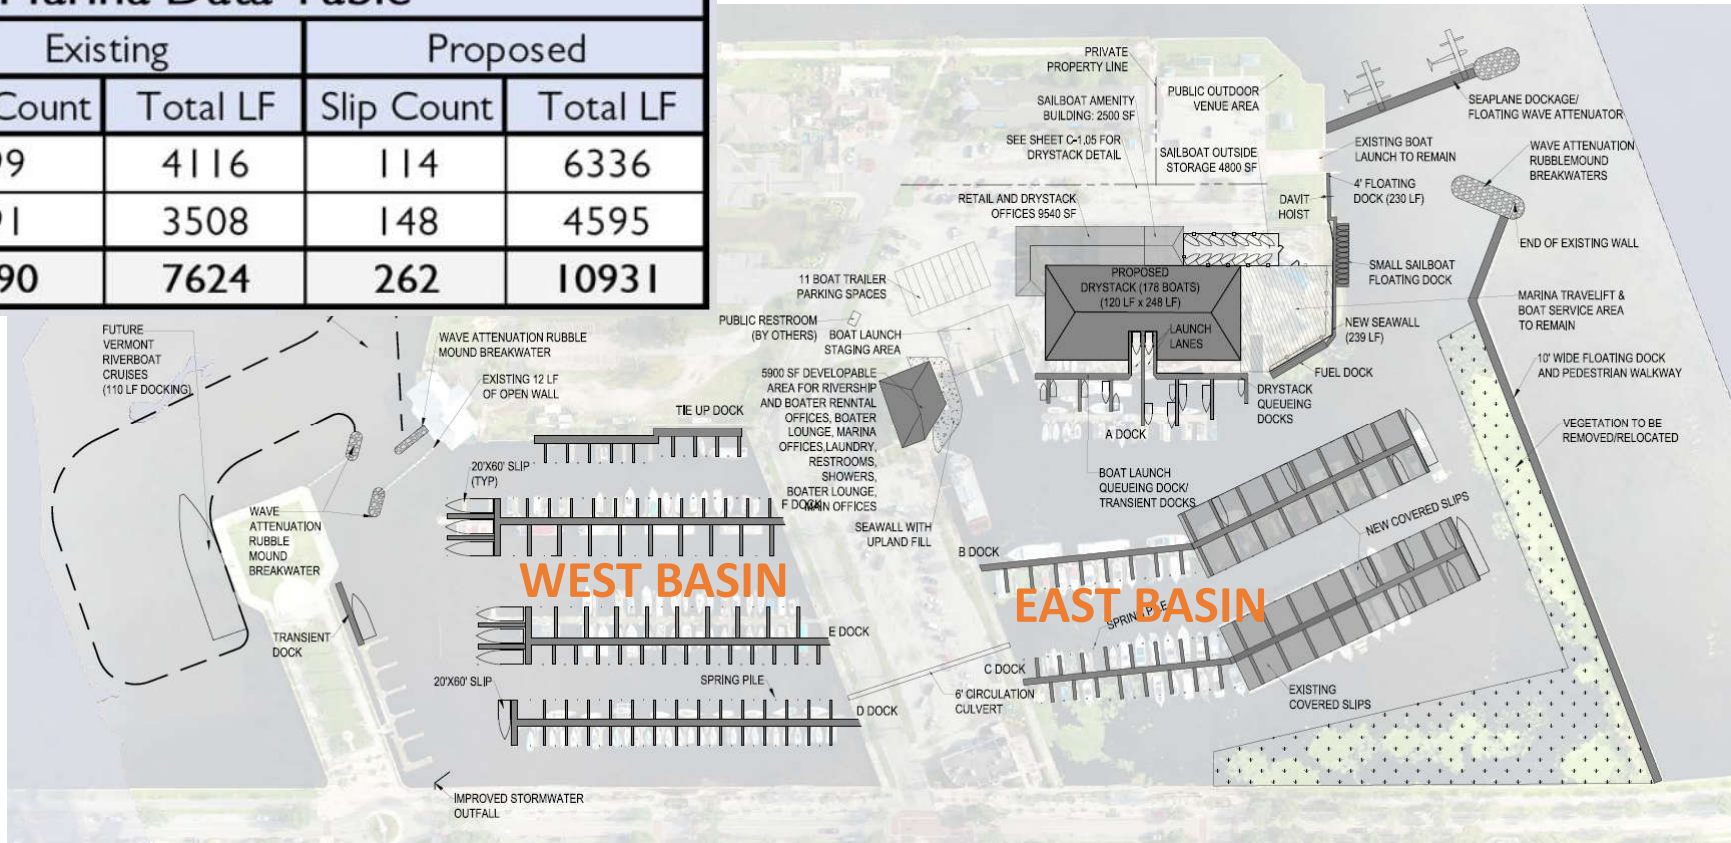 Marina Data Table
Existing
Proposed
Count
Total LF
Slip Count
Total LF
4116
114
6336
3508
148
4595
7624
262
10931
PRIVATE
PROPERTY LINE
SAILBOAT AMENITY
BUILDING: 2500 SF
SEE SHEET C-1.05 FOR
DRYSTACK DETAIL
RETAIL AND DRYSTACK
OFFICES 9540 SF
PUBLIC OUTDOOR
VENUE AREA
SAILBOAT OUTSIDE
STORAGE 4800 SF
SEAPLANE DOCKAGE/
FLOATING WAVE ATTENUATOR
EXISTING BOAT
LAUNCH TO REMAIN
WAVE ATTENUATION
RUBBLEMOUND
BREAKWATERS
4' FLOATING
DOCK (230 LF)
DAVIT
HOIST
END OF EXISTING WALL
SMALL SAILBOAT
FLOATING DOCK
MARINA TRAVELIFT &
BOAT SERVICE AREA
TO REMAIN
NEW SEAWALL
(239 LF)
10' WIDE FLOATING DOCK
AND PEDESTRIAN WALKWAY
FUEL DOCK
DRYSTACK
QUEUEING
DOCKS
VEGETATION TO BE
REMOVED/RELOCATED
PROPOSED
DRYSTACK (178 BOATS)
(120 LF x 248 LF)
LAUNCH
LANES
11 BOAT TRAILER
PARKING SPACES
PUBLIC RESTROOM
(BY OTHERS)
BOAT LAUNCH
STAGING AREA
5900 SF DEVELOPABLE
AREA FOR RIVERSHIP
AND BOATER RENNTAL
OFFICES, BOATER
LOUNGE, MARINA
OFFICES,LAUNDRY,
RESTROOMS,
SHOWERS,
BOATER LOUNGE,
MAIN OFFICES
F DOCK
SEAWALL WITH
UPLAND FILL
A DOCK
BOAT LAUNCH
QUEUEING DOCK/
TRANSIENT DOCKS
NEW COVERED SLIPS
B DOCK
EAST BASIN
SPRING PILE
C DOCK
6' CIRCULATION
CULVERT
EXISTING
COVERED SLIPS
FUTURE
VERMONT
RIVERBOAT
CRUISES
(110 LF DOCKING)
WAVE ATTENUATION RUBBLE
MOUND BREAKWATER
EXISTING 12 LF
OF OPEN WALL
TIE UP DOCK
20'X60' SLIP
(TYP)
WAVE
ATTENUATION
RUBBLE
MOUND
BREAKWATER
WEST BASIN
TRANSIENT
DOCK
E DOCK
20'X60' SLIP
SPRING PILE
D DOCK
IMPROVED STORMWATER
OUTFALL